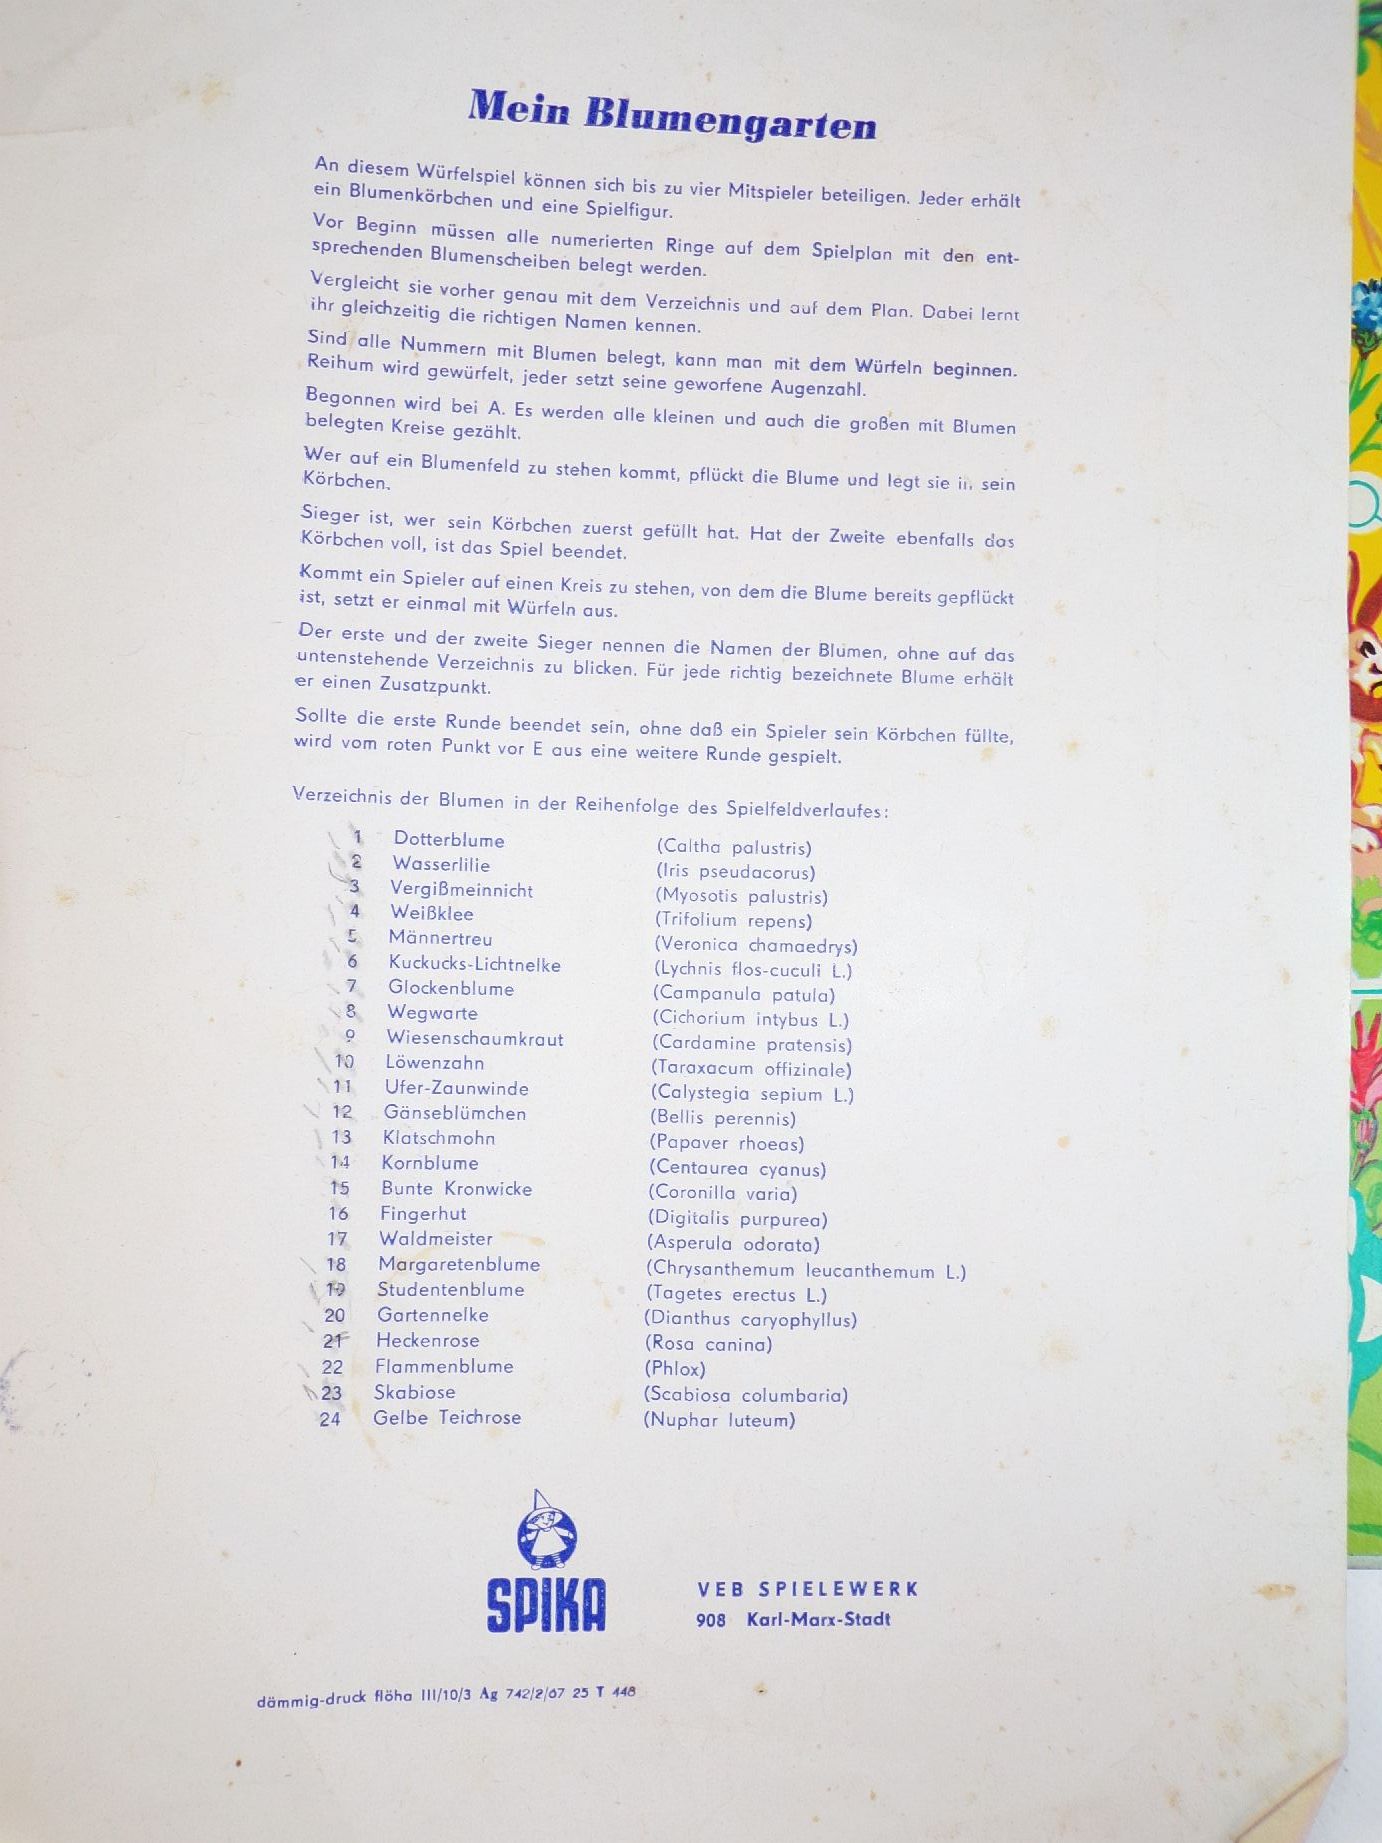 Mein Blumengarten
An diesem Würfelspiel können sich bis zu vier Mitspieler beteiligen. Jeder erhält
ein Blumenkörbchen und eine Spielfigur.
Vor Beginn müssen alle numerierten Ringe auf dem Spielplan mit den ent-
sprechenden Blumenscheiben belegt werden.
Vergleicht sie vorher genau mit dem Verzeichnis und auf dem Plan. Dabei lernt
ihr gleichzeitig die richtigen Namen kennen.
Sind alle Nummern mit Blumen belegt, kann man mit dem Würfeln beginnen.
Reihum wird gewürfelt, jeder setzt seine geworfene Augenzahl.
Begonnen wird bei A. Es werden alle kleinen und auch die großen mit Blumen
belegten Kreise gezählt.
Wer auf ein Blumenfeld zu stehen kommt, pflückt die Blume und legt sie in sein
Körbchen.
Sieger ist, wer sein Körbchen zuerst gefüllt hat. Hat der Zweite ebenfalls das
Körbchen voll, ist das Spiel beendet.
Kommt ein Spieler auf einen Kreis zu stehen, von dem die Blume bereits gepflückt
ist, setzt er einmal mit Würfeln aus.
Der erste und der zweite Sieger nennen die Namen der Blumen, ohne auf das
untenstehende Verzeichnis zu blicken. Für jede richtig bezeichnete Blume erhält
er einen Zusatzpunkt.
Sollte die erste Runde beendet sein, ohne daß ein Spieler sein Körbchen füllte,
wird vom roten Punkt vor E aus eine weitere Runde gespielt.
Verzeichnis der Blumen in der Reihenfolge des Spielfeldverlaufes:
1 Dotterblume (Caltha palustris)
2 Wasserlilie (Iris pseudacorus)
3 Vergißmeinnicht (Myosotis palustris)
4 Weißklee (Trifolium repens)
5 Männertreu (Veronica chamaedrys)
6 Kuckucks-Lichtnelke (Lychnis flos-cuculi L.)
7 Glockenblume (Campanula patula)
8 Wegwarte (Cichorium intybus L.)
9 Wiesenschaumkraut (Cardamine pratensis)
10 Löwenzahn (Taraxacum offizinale)
11 Ufer-Zaunwinde (Calystegia sepium L.)
12 Gänseblümchen (Bellis perennis)
13 Klatschmohn (Papaver rhoeas)
14 Kornblume (Centaurea cyanus)
15 Bunte Kronwicke (Coronilla varia)
16 Fingerhut (Digitalis purpurea)
17 Waldmeister (Asperula odorata)
18 Margaretenblume (Chrysanthemum leucanthemum L.)
19 Studentenblume (Tagetes erectus L.)
20 Gartennelke (Dianthus caryophyllus)
21 Heckenrose (Rosa canina)
22 Flammenblume (Phlox)
23 Skabiose (Scabiosa columbaria)
24 Gelbe Teichrose (Nuphar luteum)
SPIKA
VEB SPIELEWERK
908 Karl-Marx-Stadt
dämmig-druck flöha III/10/3 Ag 742/2/67 25 T 448